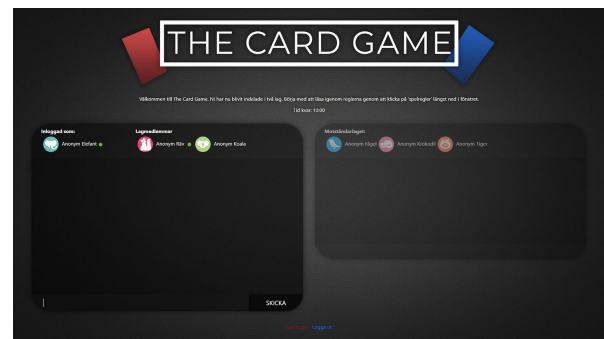 THE CARD GAME
Välkommen till The Card Game. Ni har nu blivit indelade i två lag. Börja med att läsa igenom reglerna genom att klicka på 'spelregler' längst ned i fönstret.
Tid kvar: 10:00
Inloggad som:
Anonym Elefant
Lagmedlemmar
Anonym Räv
Anonym Koala
Motståndarlaget:
Anonym Fågel
Anonym Krokodil
Anonym Tiger
SKICKA
Logga ut